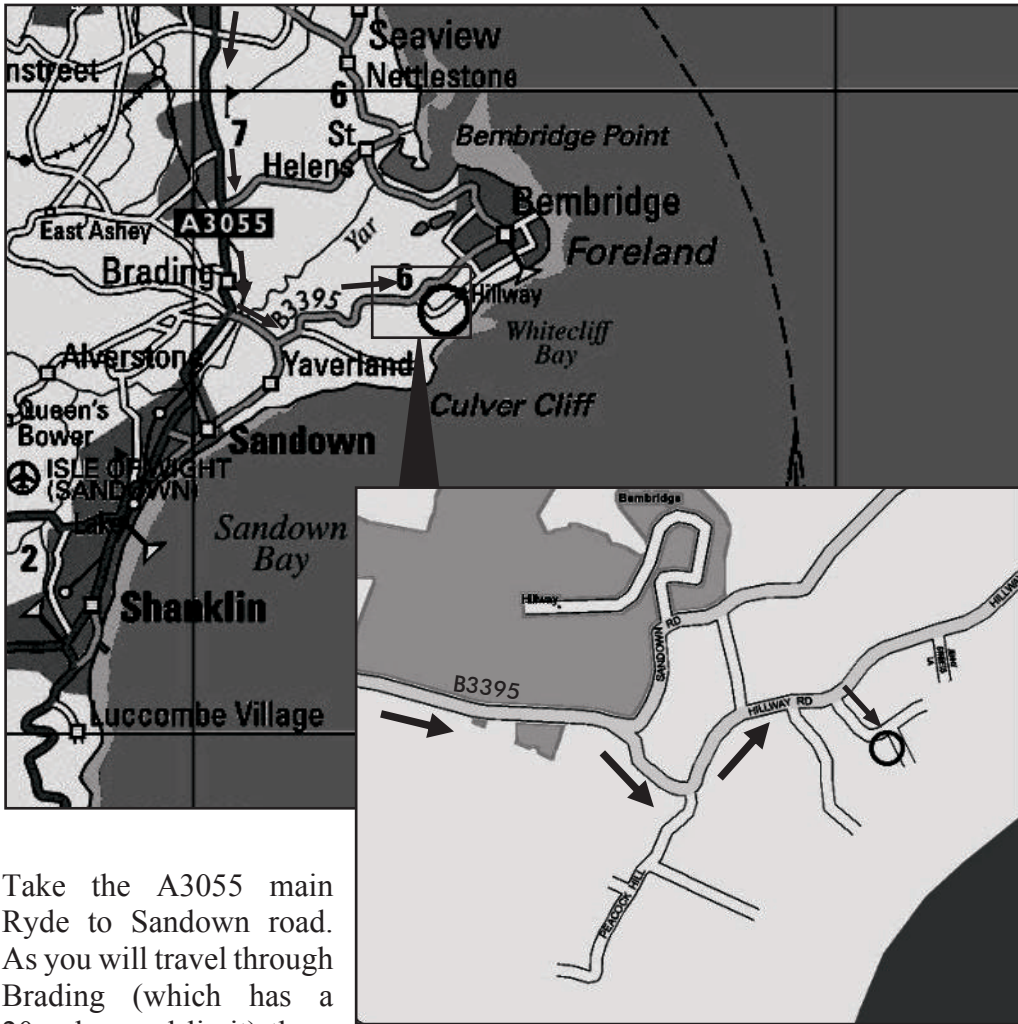 Seaview
nstreet
Nettlestone
6
St
Bembridge Point
7
Helens
Bembridge
A3055
East Ashey
Yar
Foreland
Brading
6
B3395
Hillway
Whitecliff
Bay
Alverstone
Yaverland
Culver Cliff
Queen's
Bower
Sandown
ISLE OF WIGHT
(SANDOWN)
Lake
Sandown
Bay
2
Shanklin
Luccombe Village
Bembridge
Hillway
SANDOWN RD
HILLWAY
B3395
HILLWAY RD
PEACOCK HILL
Take the A3055 main
Ryde to Sandown road.
As you will travel through
Brading (which has a